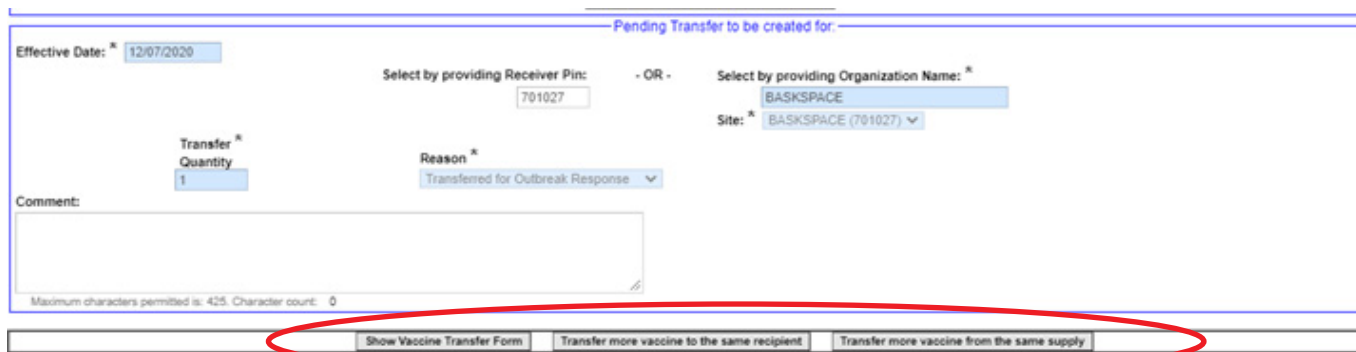 Pending Transfer to be created for:
Effective Date: * 12/07/2020
Select by providing Receiver Pin: - OR - Select by providing Organization Name: *
701027 BASKSPACE
Site: * BASKSPACE (701027)
Transfer *
Quantity Reason *
1 Transferred for Outbreak Response
Comment:
Maximum characters permitted is: 425. Character count: 0
Show Vaccine Transfer Form Transfer more vaccine to the same recipient Transfer more vaccine from the same supply